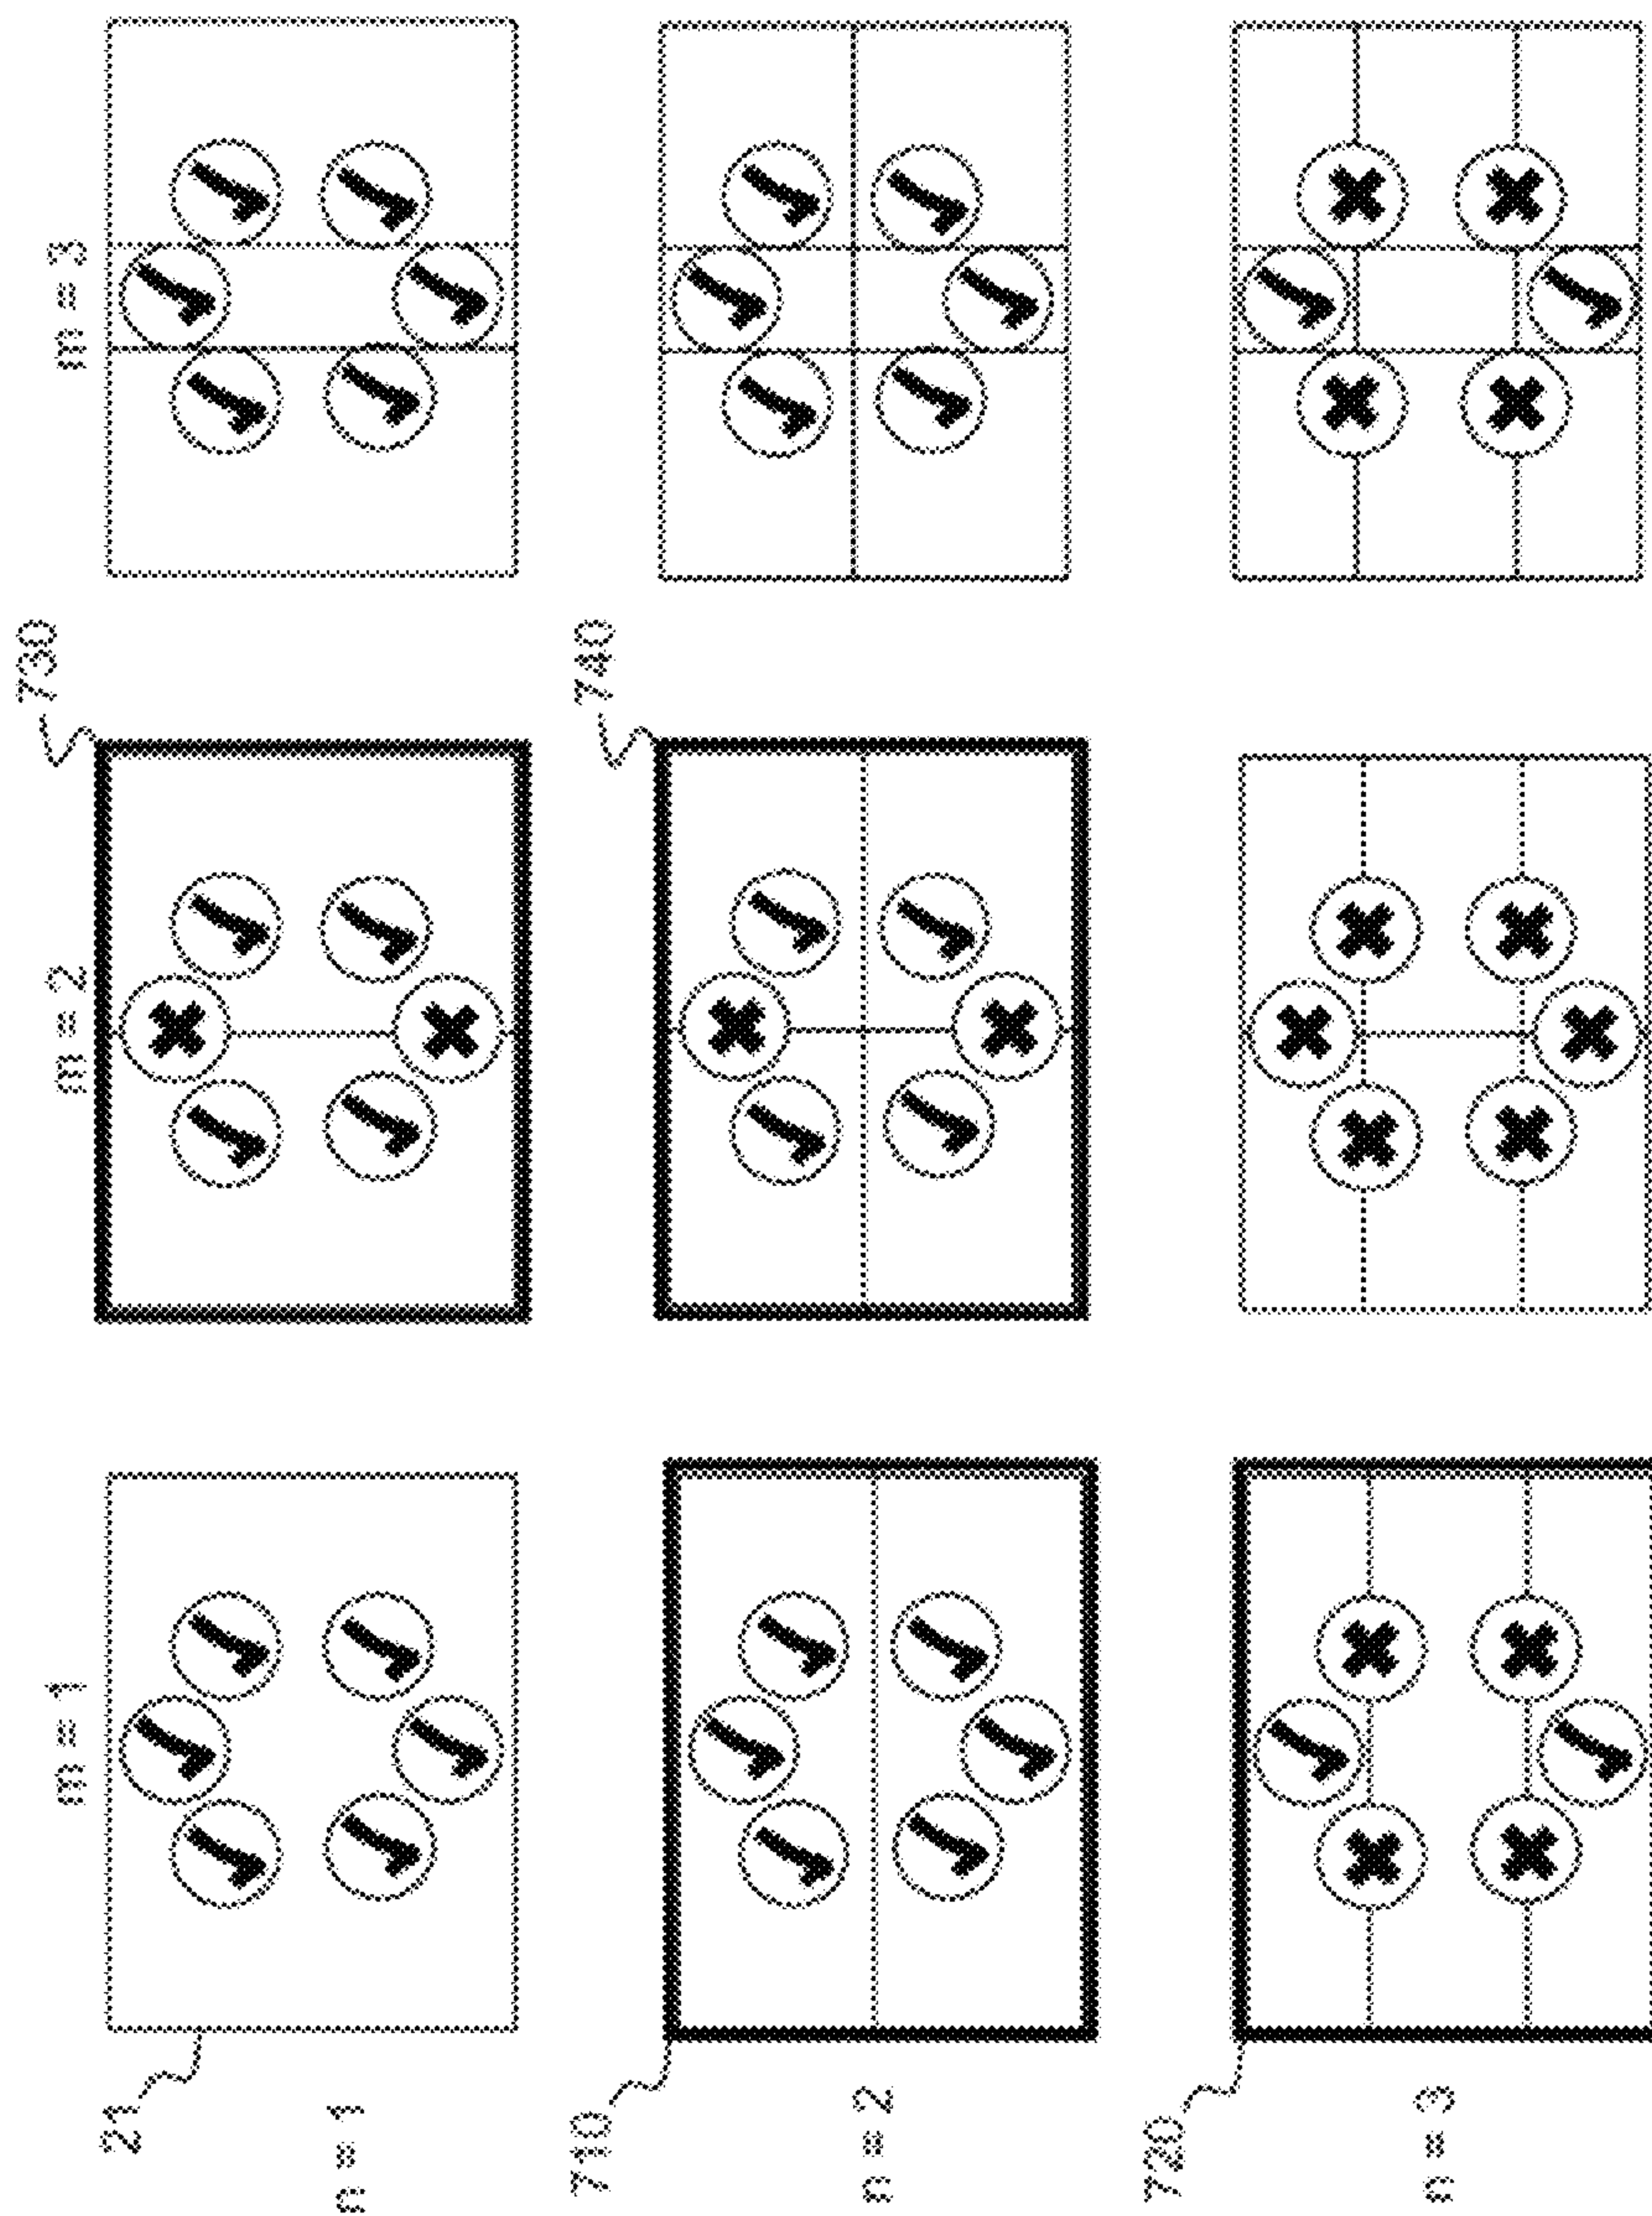 m = 1
m = 2
m = 3
21
730
n = 1
710
740
n = 2
720
n = 3